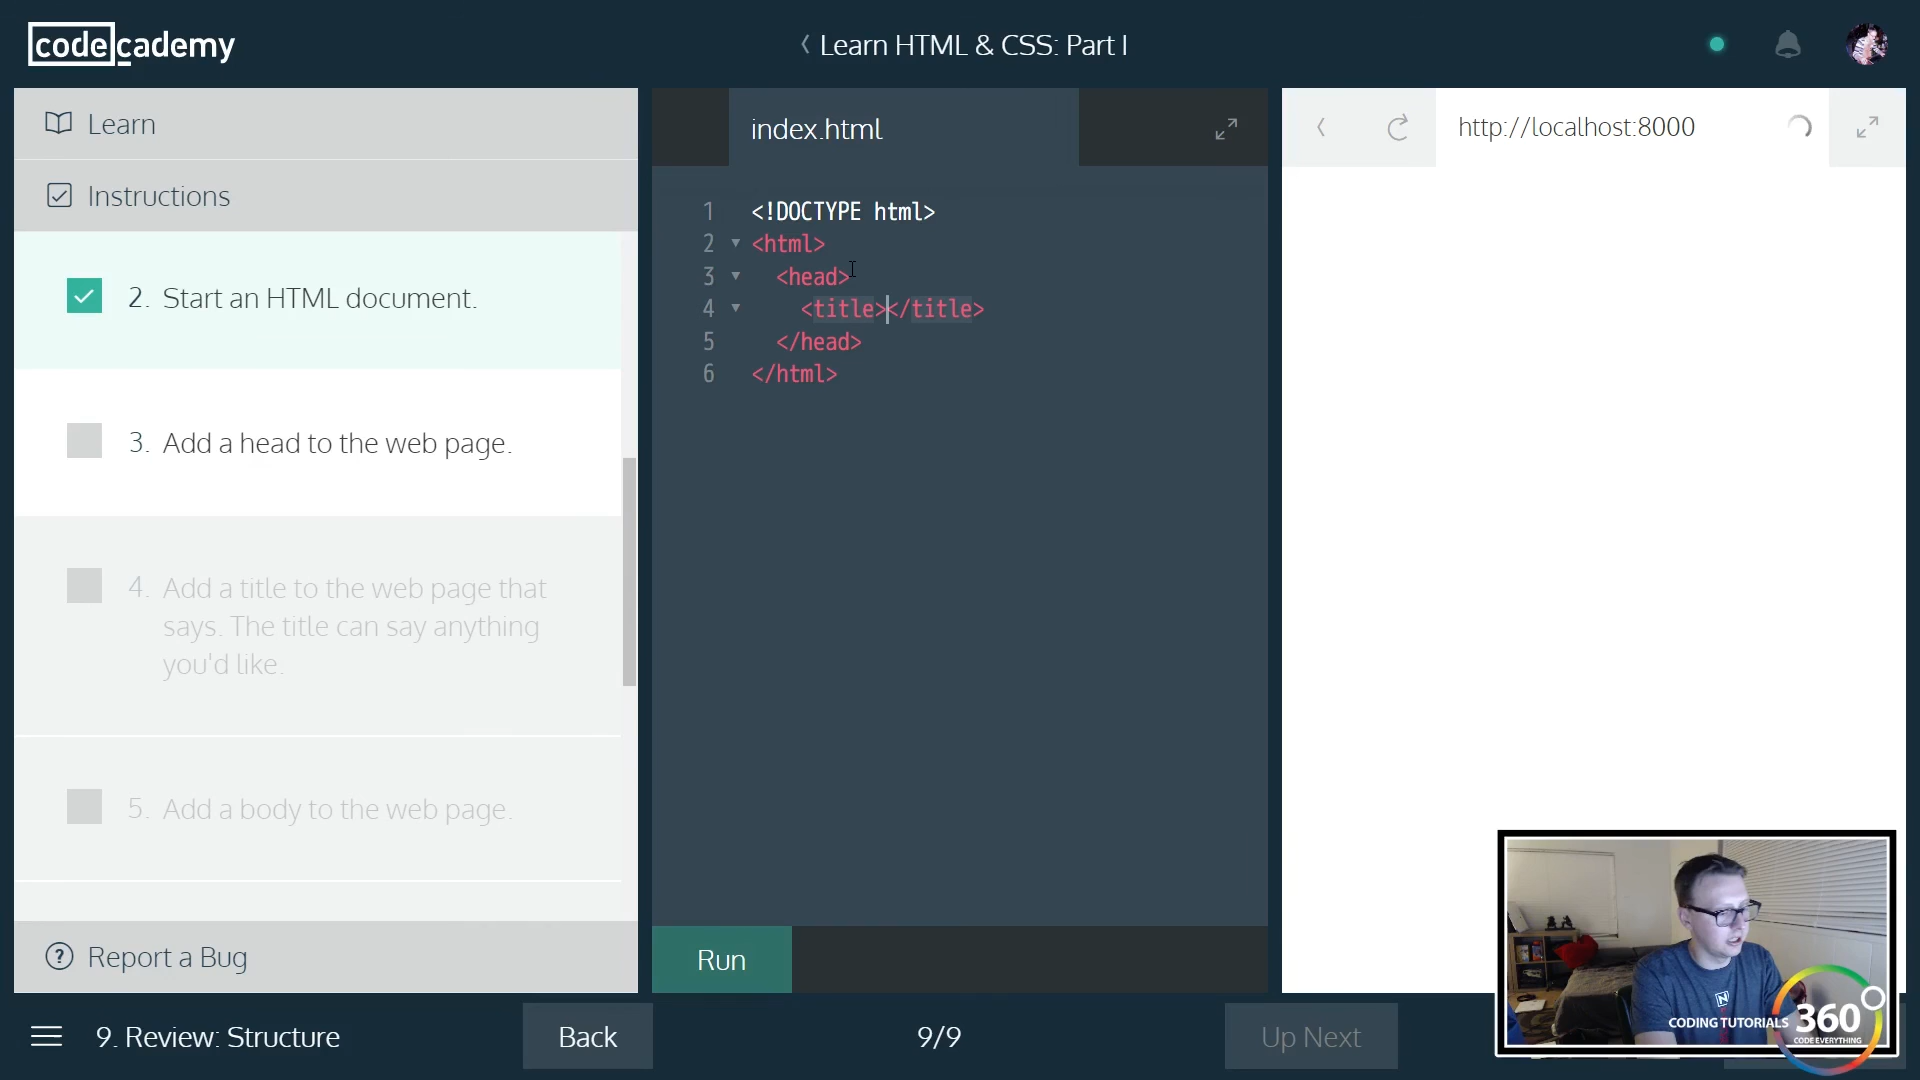 codecademy
Learn HTML & CSS: Part I
Learn
Instructions
2. Start an HTML document.
3. Add a head to the web page.
4. Add a title to the web page that
says. The title can say anything
you'd like.
5. Add a body to the web page.
Report a Bug
index.html
1 <!DOCTYPE html>
2 <html>
3 <head>
4 <title></title>
5 </head>
6 </html>
Run
http://localhost:8000
9. Review: Structure
Back
9/9
Up Next
CODING TUTORIALS 360
CODE EVERYTHING